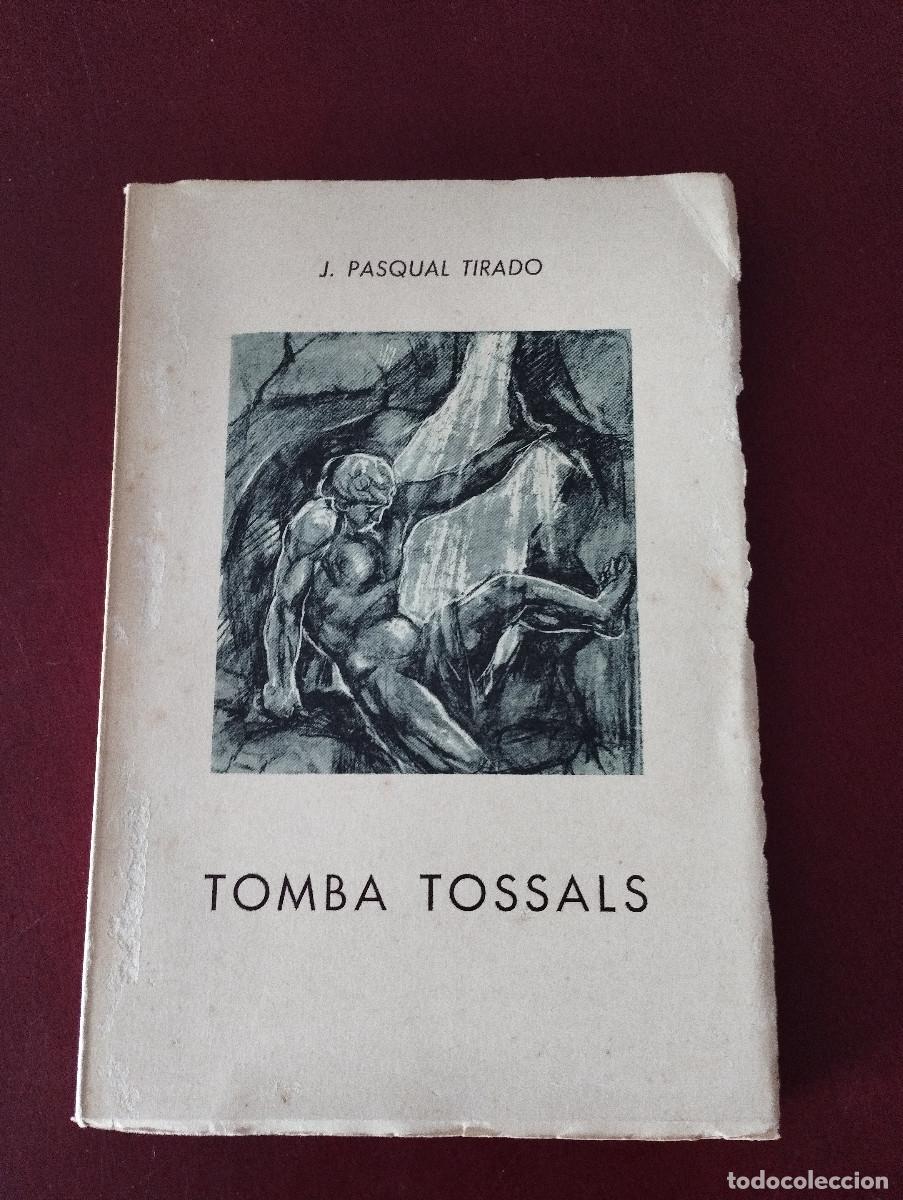 J. PASQUAL TIRADO
TOMBA TOSSALS
todocoleccion